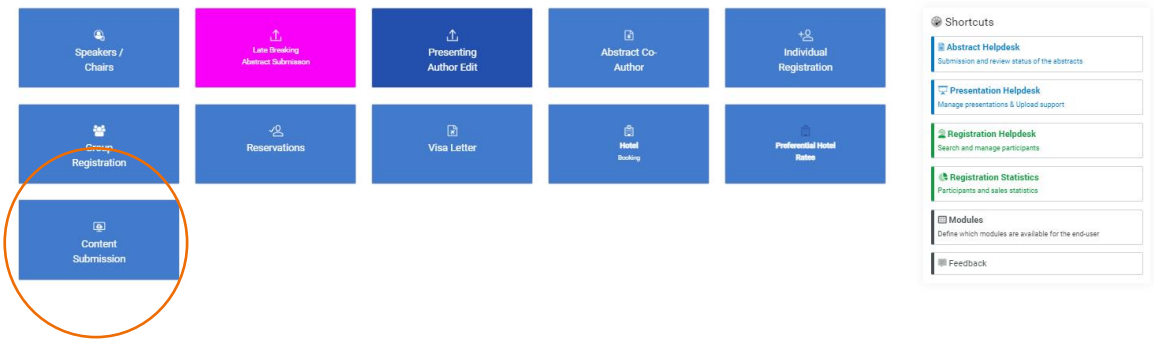 Speakers /
Chairs
Late Breaking
Abstract Submisson
Presenting
Author Edit
Abstract Co-
Author
Individual
Registration
Group
Registration
Reservations
Visa Letter
Hotel
Booking
Preferential Hotel
Rates
Content
Submission
Shortcuts
Abstract Helpdesk
Submission and review status of the abstracts
Presentation Helpdesk
Manage presentations & Upload support
Registration Helpdesk
Search and manage participants
Registration Statistics
Participants and sales statistics
Modules
Define which modules are available for the end-user
Feedback